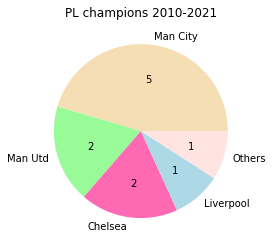 PL champions 2010-2021
Man City
5
Man Utd
2
2
1
1
Others
Liverpool
Chelsea